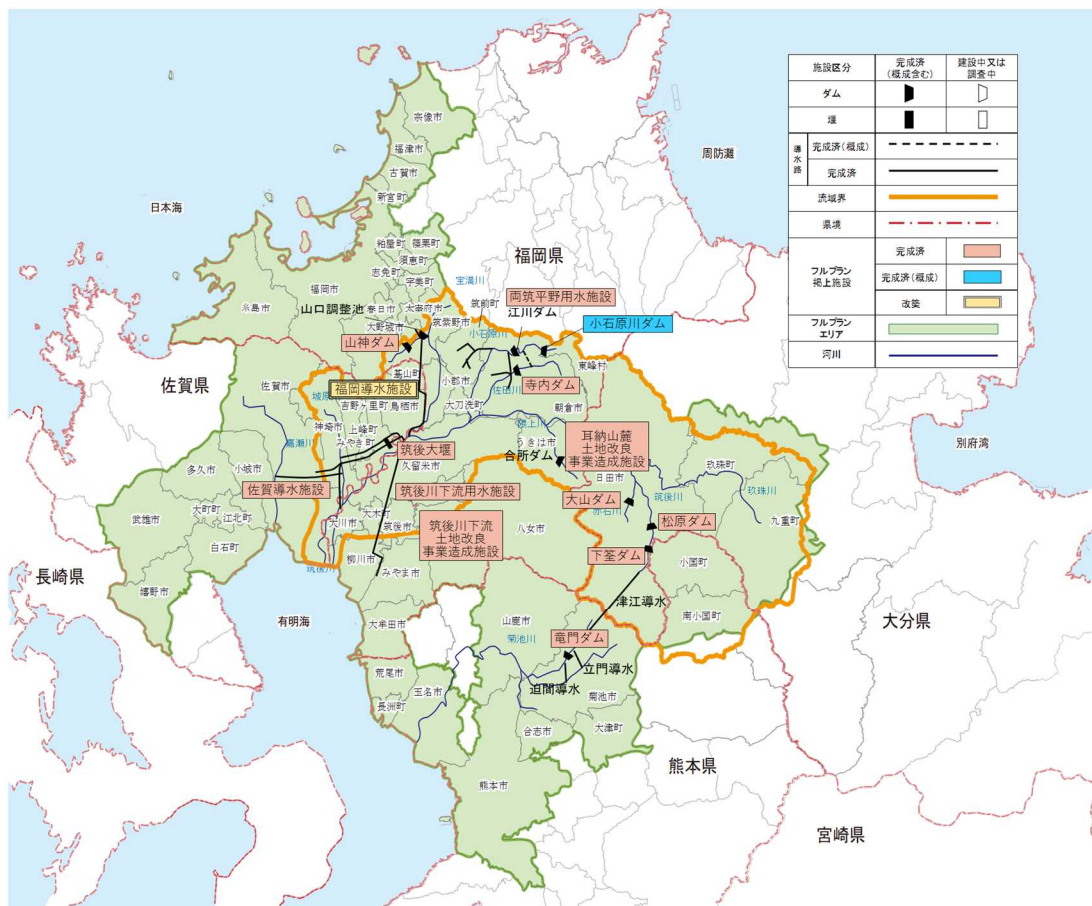 施設区分
完成済
(概成含む)
建設中又は
調査中
ダム
堰
導水路
完成済(概成)
完成済
流域界
県境
フルプラン
掲上施設
完成済
完成済(概成)
改築
フルプラン
エリア
河川
周防灘
日本海
別府湾
有明海
福岡県
佐賀県
長崎県
大分県
熊本県
宮崎県
宗像市
福津市
古賀市
新宮町
粕屋町
篠栗町
須恵町
志免町
宇美町
福岡市
糸島市
春日市
太宰府市
大野城市
筑紫野市
筑前町
宝満川
山口調整池
両筑平野用水施設
江川ダム
小石原川ダム
小石原川
山神ダム
東峰村
基山町
小郡市
寺内ダム
佐田川
福岡導水施設
佐賀市
城原川
吉野ヶ里町
鳥栖市
大刀洗町
朝倉市
神埼市
上峰町
みやき町
嘉瀬川
筑後大堰
久留米市
隈上川
うきは市
合所ダム
耳納山麓
土地改良
事業造成施設
日田市
玖珠町
玖珠川
筑後川
九重町
多久市
小城市
佐賀導水施設
筑後川下流用水施設
大山ダム
赤石川
松原ダム
武雄市
大町町
江北町
白石町
大川市
大木町
筑後市
筑後川下流
土地改良
事業造成施設
八女市
下筌ダム
小国町
柳川市
みやま市
筑後川
嬉野市
津江導水
南小国町
大牟田市
山鹿市
菊池川
竜門ダム
立門導水
迫間導水
荒尾市
玉名市
長洲町
菊池市
合志市
大津町
熊本市